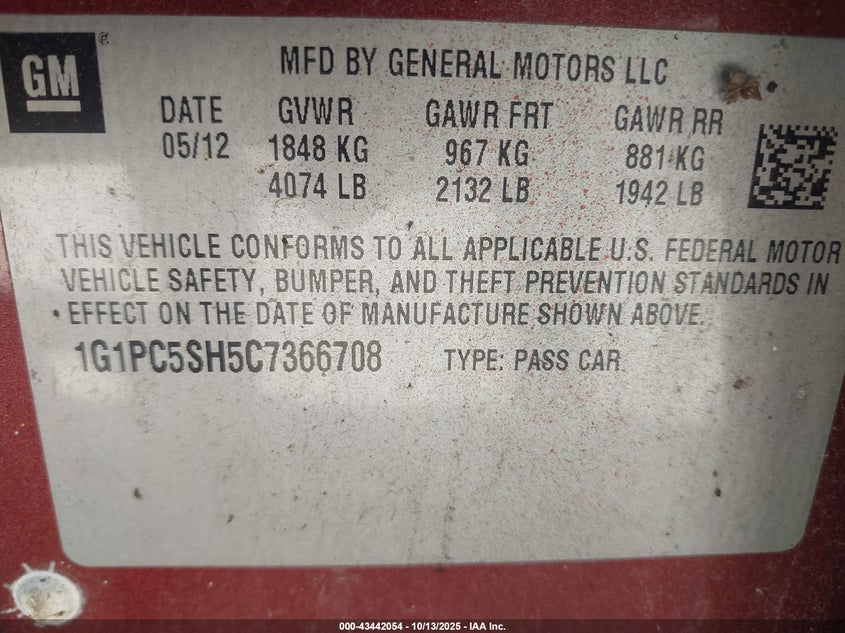 GM®
MFD BY GENERAL MOTORS LLC
DATE GVWR GAWR FRT GAWR RR
05/12 1848 KG 967 KG 881 KG
4074 LB 2132 LB 1942 LB
THIS VEHICLE CONFORMS TO ALL APPLICABLE U.S. FEDERAL MOTOR
VEHICLE SAFETY, BUMPER, AND THEFT PREVENTION STANDARDS IN
EFFECT ON THE DATE OF MANUFACTURE SHOWN ABOVE.
1G1PC5SH5C7366708 TYPE: PASS CAR
000-43442054 | 10/13/2025 - IAA Inc.